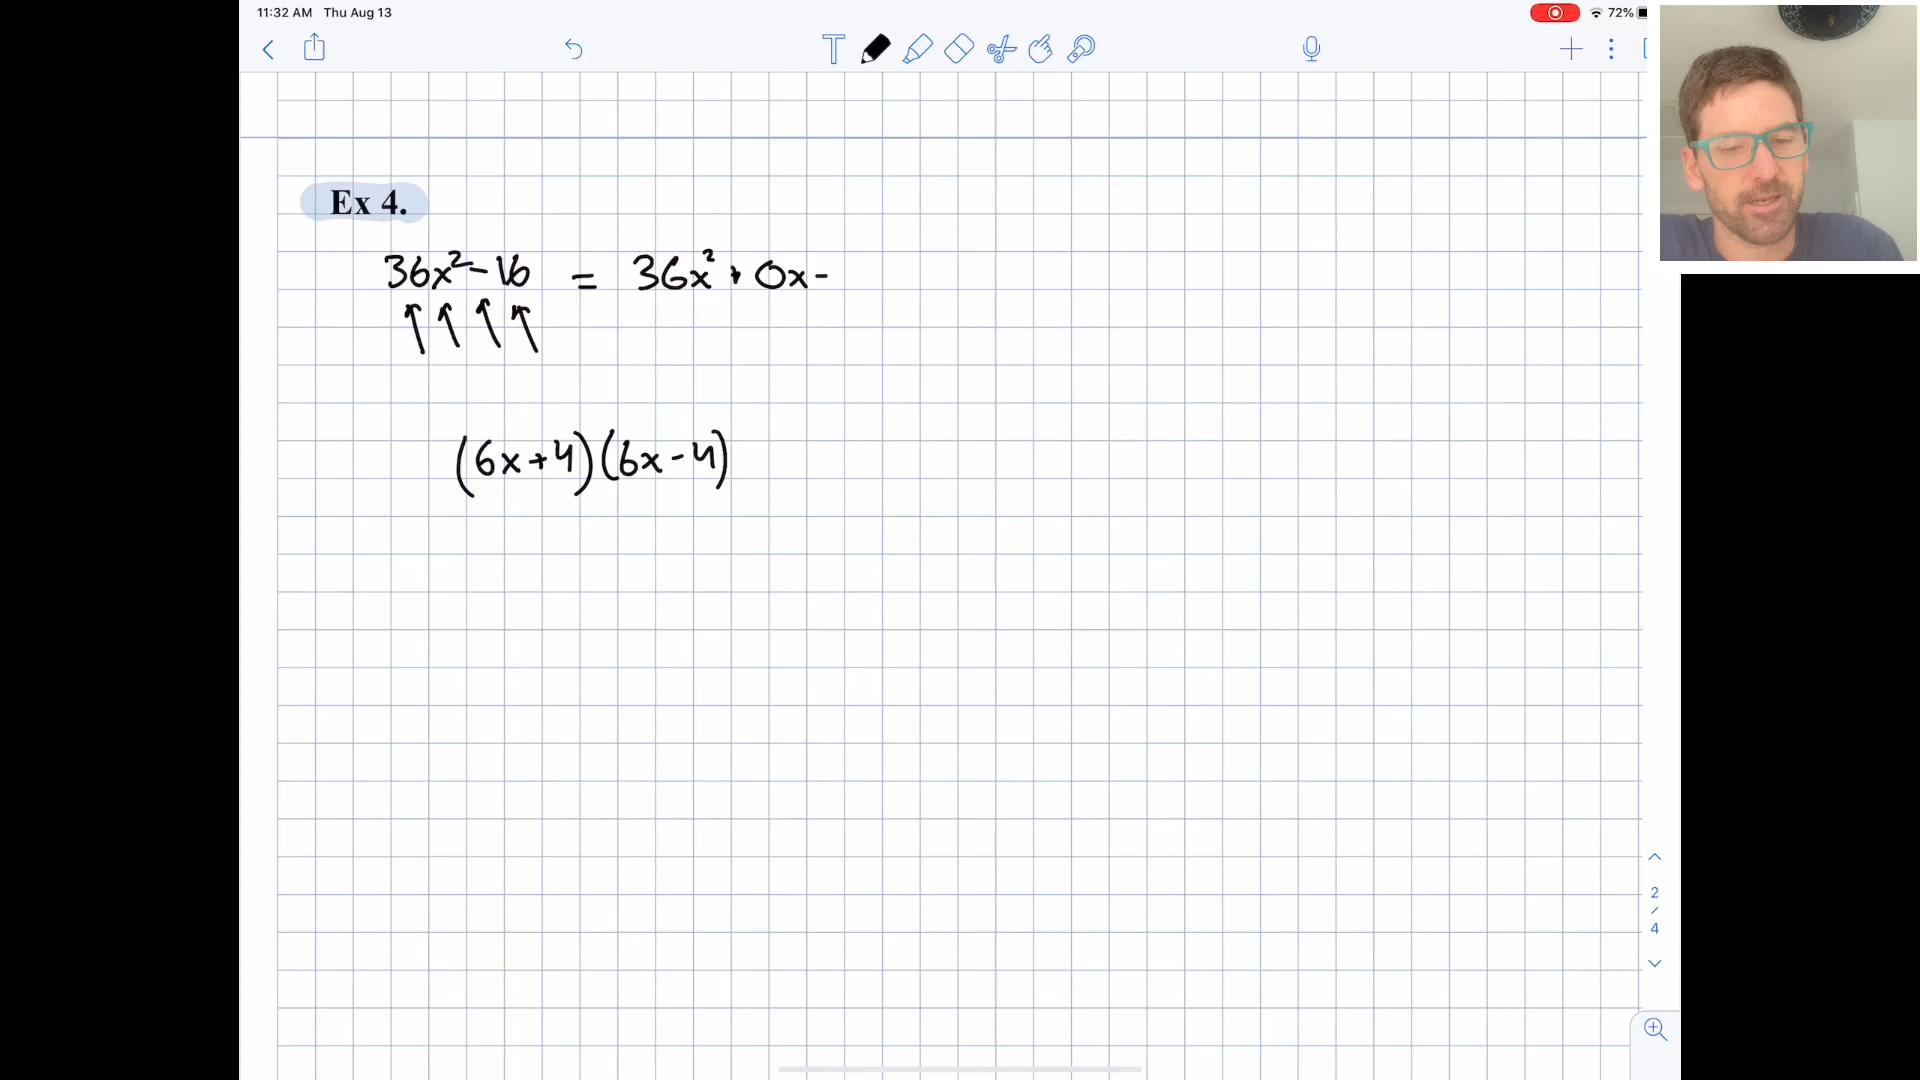 11:32 AM Thu Aug 13
72%
Ex 4.
36x² - 16 = 36x² + 0x -
(6x+4)(6x-4)
2
/
4